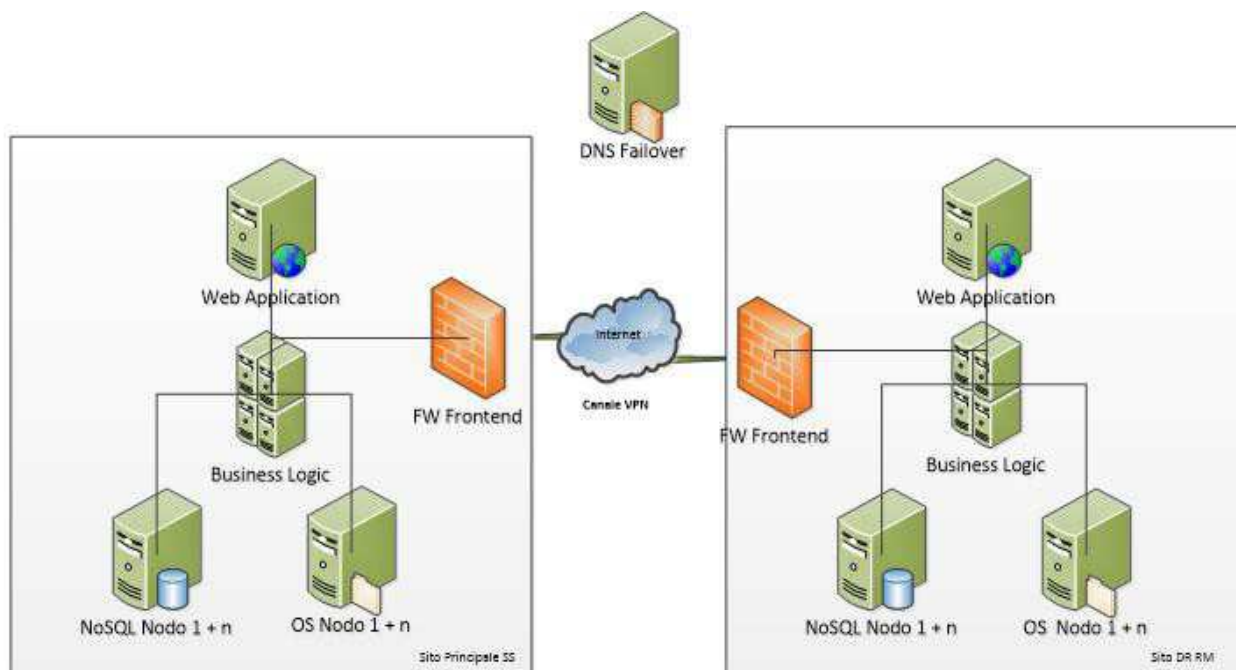 DNS Failover
Web Application
Business Logic
FW Frontend
NoSQL Nodo 1 + n
OS Nodo 1 + n
Sito Principale SS
Internet
Canale VPN
Web Application
FW Frontend
Business Logic
NoSQL Nodo 1 + n
OS Nodo 1 + n
Sito DR RM